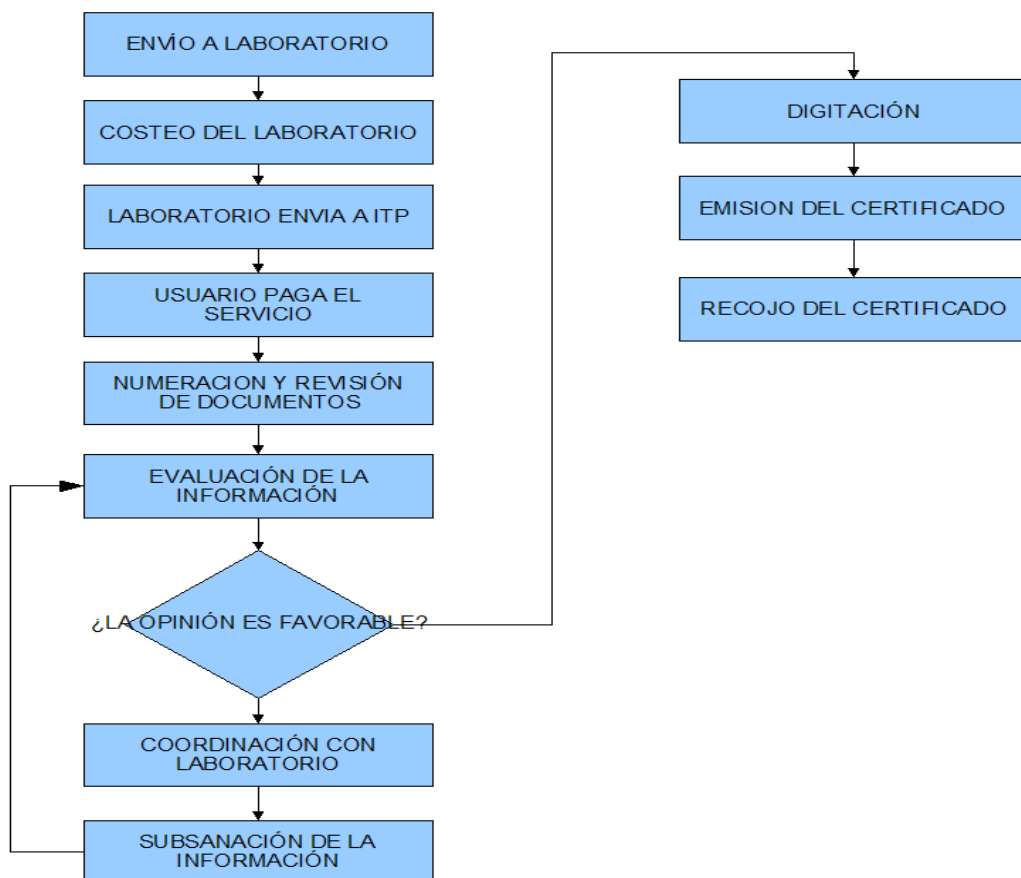 ENVÍO A LABORATORIO
COSTEO DEL LABORATORIO
LABORATORIO ENVIA A ITP
USUARIO PAGA EL
SERVICIO
NUMERACION Y REVISIÓN
DE DOCUMENTOS
EVALUACIÓN DE LA
INFORMACIÓN
¿LA OPINIÓN ES FAVORABLE?
COORDINACIÓN CON
LABORATORIO
SUBSANACIÓN DE LA
INFORMACIÓN
DIGITACIÓN
EMISION DEL CERTIFICADO
RECOJO DEL CERTIFICADO